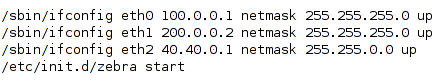 /sbin/ifconfig eth0 100.0.0.1 netmask 255.255.255.0 up
/sbin/ifconfig eth1 200.0.0.2 netmask 255.255.255.0 up
/sbin/ifconfig eth2 40.40.0.1 netmask 255.255.0.0 up
/etc/init.d/zebra start